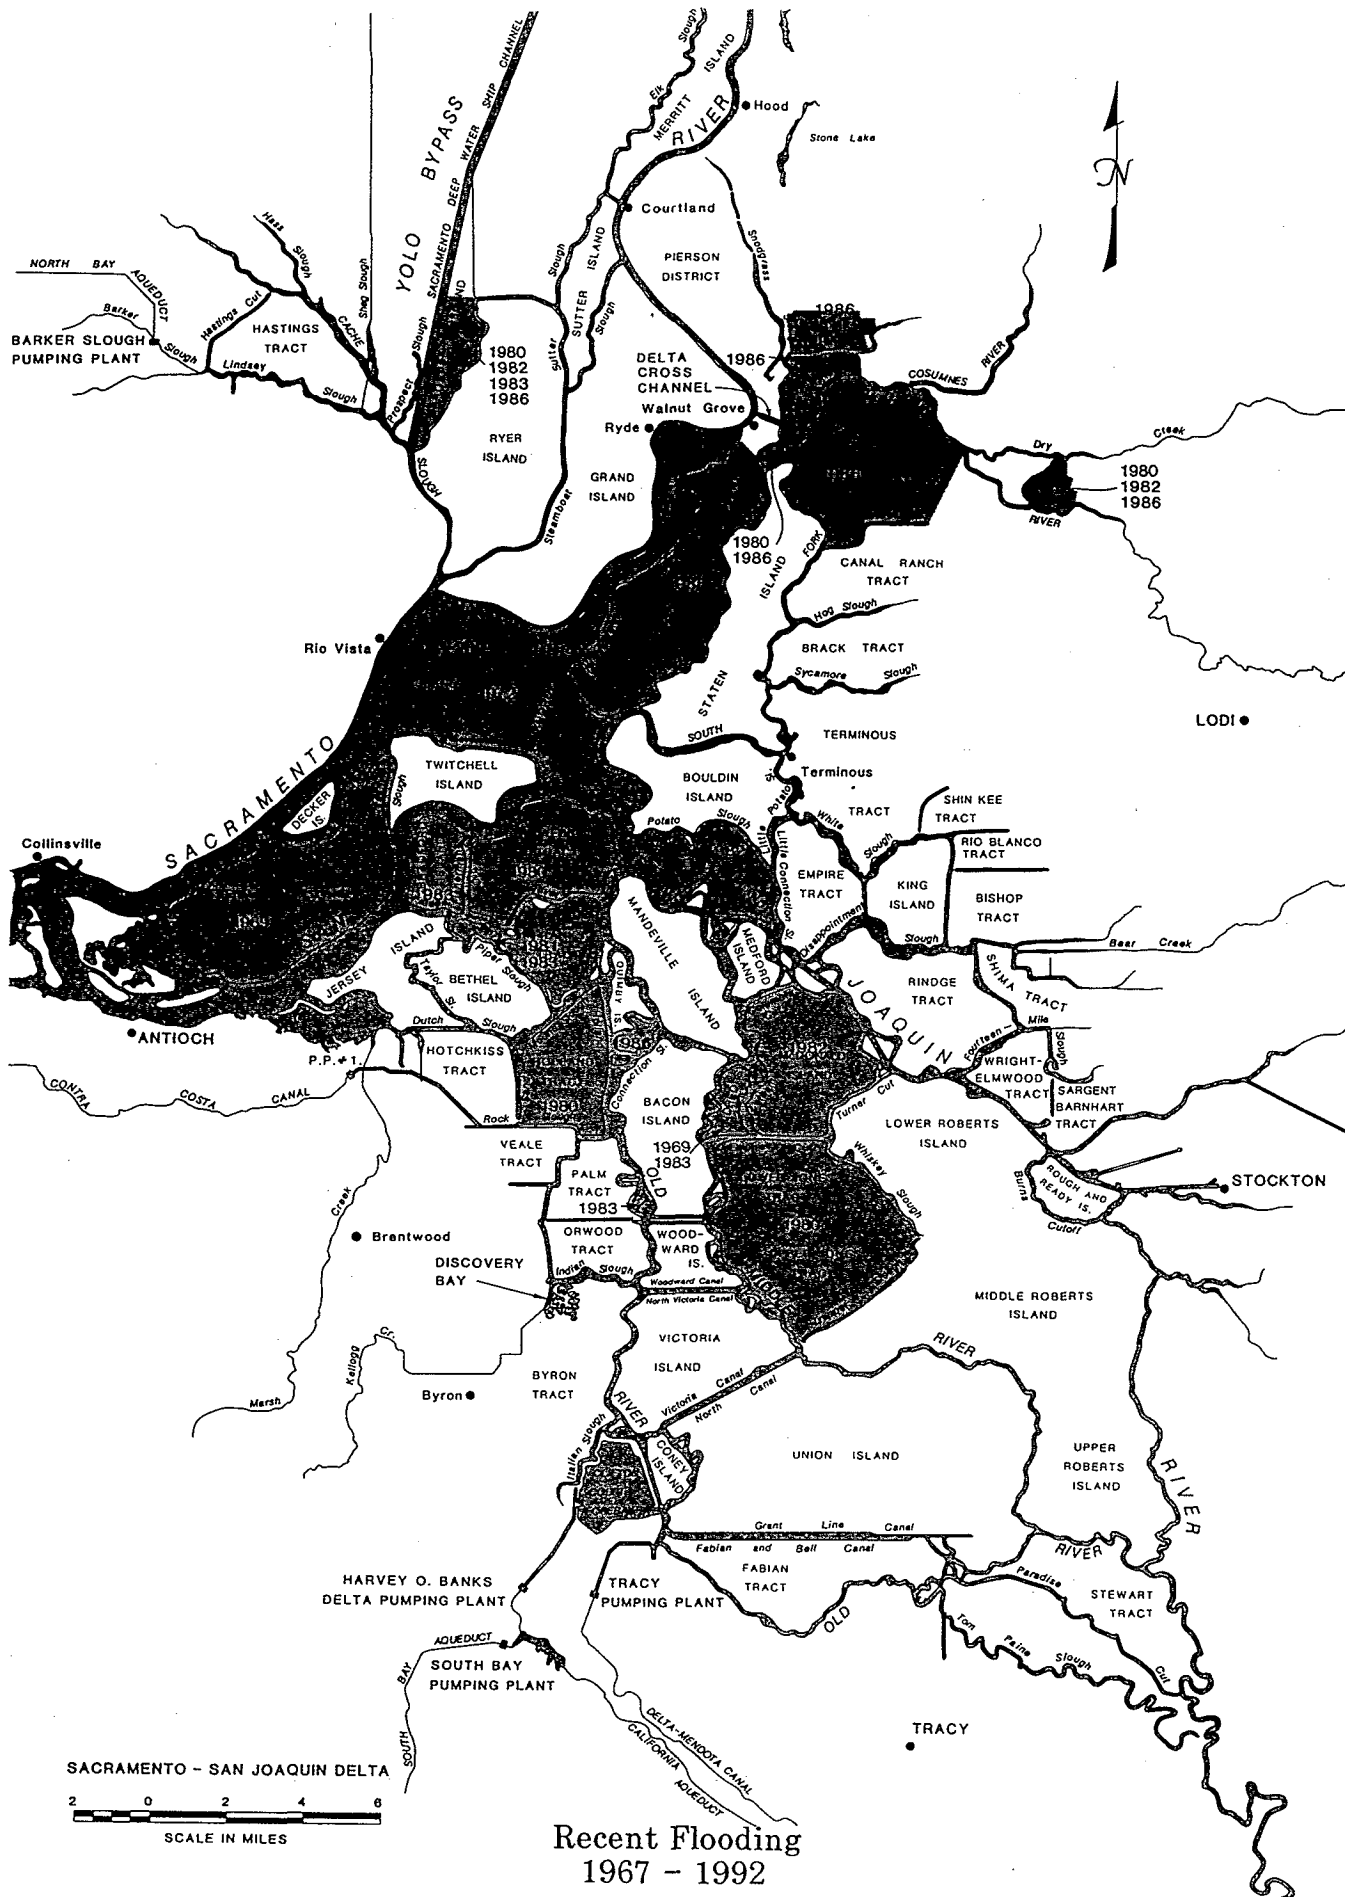 Slough
ISLAND
Elk
MERRITT
RIVER
Hood
Stone Lake
N
YOLO BYPASS
SACRAMENTO DEEP WATER SHIP CHANNEL
Courtland
PIERSON
DISTRICT
Snodgrass
Hass
Slough
NORTH BAY
AQUEDUCT
Barker
Slough
BARKER SLOUGH
PUMPING PLANT
Hastings Cut
HASTINGS
TRACT
CACHE
Shag Slough
Lindsey
Slough
Prospect
Slough
SLOUGH
1980
1982
1983
1986
RYER
ISLAND
Slough
Sutter
SUTTER
ISLAND
Slough
Steamboat
DELTA
CROSS
CHANNEL
1986
1986
Walnut Grove
Ryde
GRAND
ISLAND
COSUMNES
RIVER
Dry
Creek
1980
1982
1986
RIVER
1980
1986
FORK
CANAL RANCH
TRACT
Hog Slough
BRACK TRACT
Sycamore
Slough
STATEN
ISLAND
Rio Vista
LODI
SOUTH
TERMINOUS
TRACT
Terminous
SACRAMENTO
TWITCHELL
ISLAND
Slough
DECKER
IS.
BOULDIN
ISLAND
Potato
Slough
Little
Potato
Sl.
Little Connection Sl.
White
Slough
SHIN KEE
TRACT
RIO BLANCO
TRACT
Collinsville
EMPIRE
TRACT
KING
ISLAND
BISHOP
TRACT
Disappointment
Slough
Bear Creek
MANDEVILLE
ISLAND
MEDFORD
ISLAND
QUIMBY IS.
JERSEY
ISLAND
Piper Slough
Taylor
Sl.
BETHEL
ISLAND
Dutch
Slough
ANTIOCH
P.P.#1.
HOTCHKISS
TRACT
CONTRA
COSTA
CANAL
JOAQUIN
RINDGE
TRACT
SHIMA TRACT
Fourteen-
Mile
Slough
WRIGHT-
ELMWOOD
TRACT
SARGENT
BARNHART
TRACT
Connection Sl.
BACON
ISLAND
1969
1983
1980
Turner Cut
LOWER ROBERTS
ISLAND
Rock
VEALE
TRACT
PALM
TRACT
1983
OLD
Whiskey
Slough
ROUGH AND
READY IS.
Burns
Cutoff
STOCKTON
Creek
Brentwood
ORWOOD
TRACT
WOOD-
WARD
IS.
DISCOVERY
BAY
Indian
Slough
Woodward Canal
North Victoria Canal
MIDDLE ROBERTS
ISLAND
VICTORIA
ISLAND
RIVER
Kellogg
Cr.
Marsh
Byron
BYRON
TRACT
RIVER
Victoria
Canal
North
Canal
Italian Slough
CONEY
ISLAND
UNION ISLAND
UPPER
ROBERTS
ISLAND
RIVER
Grant Line Canal
Fabian and Bell Canal
FABIAN
TRACT
RIVER
Paradise
Cut
STEWART
TRACT
HARVEY O. BANKS
DELTA PUMPING PLANT
TRACY
PUMPING PLANT
OLD
Tom
Paine
Slough
AQUEDUCT
BAY
SOUTH
SOUTH BAY
PUMPING PLANT
DELTA-MENDOTA CANAL
CALIFORNIA
AQUEDUCT
TRACY
SACRAMENTO - SAN JOAQUIN DELTA
2 0 2 4 6
SCALE IN MILES
Recent Flooding
1967 - 1992